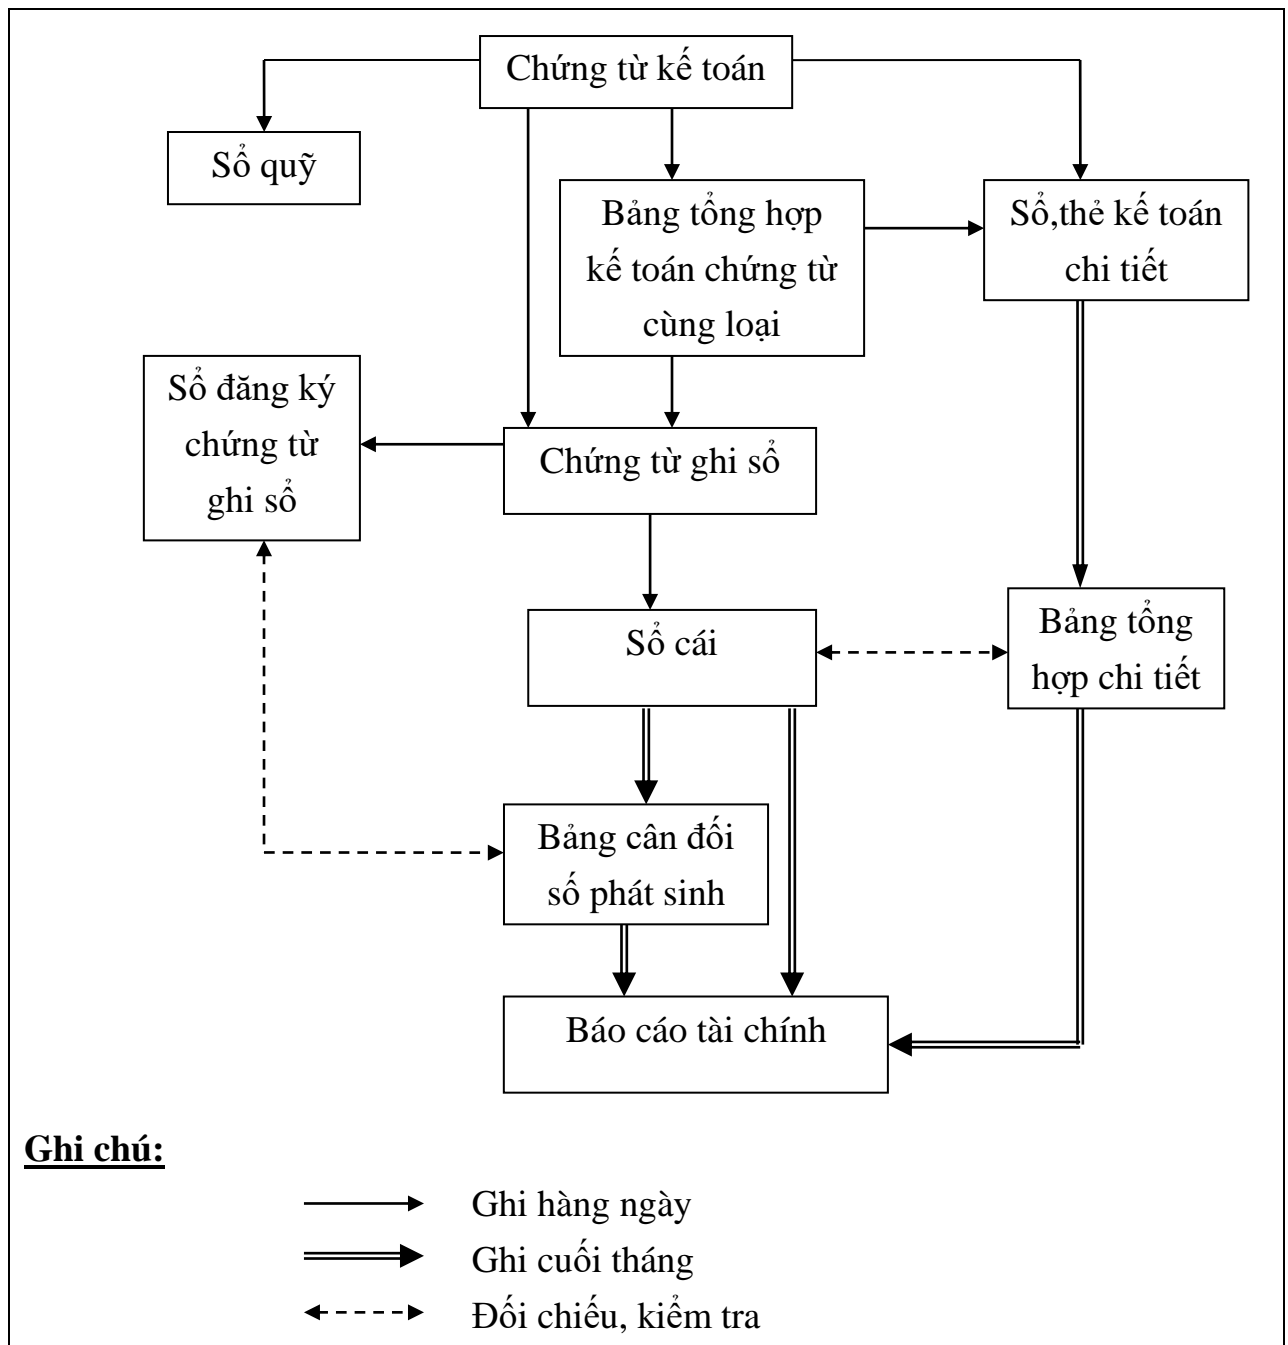 Chứng từ kế toán
Sổ quỹ
Bảng tổng hợp
kế toán chứng từ
cùng loại
Sổ,thẻ kế toán
chi tiết
Sổ đăng ký
chứng từ
ghi sổ
Chứng từ ghi sổ
Sổ cái
Bảng tổng
hợp chi tiết
Bảng cân đối
số phát sinh
Báo cáo tài chính
Ghi chú:
Ghi hàng ngày
Ghi cuối tháng
Đối chiếu, kiểm tra